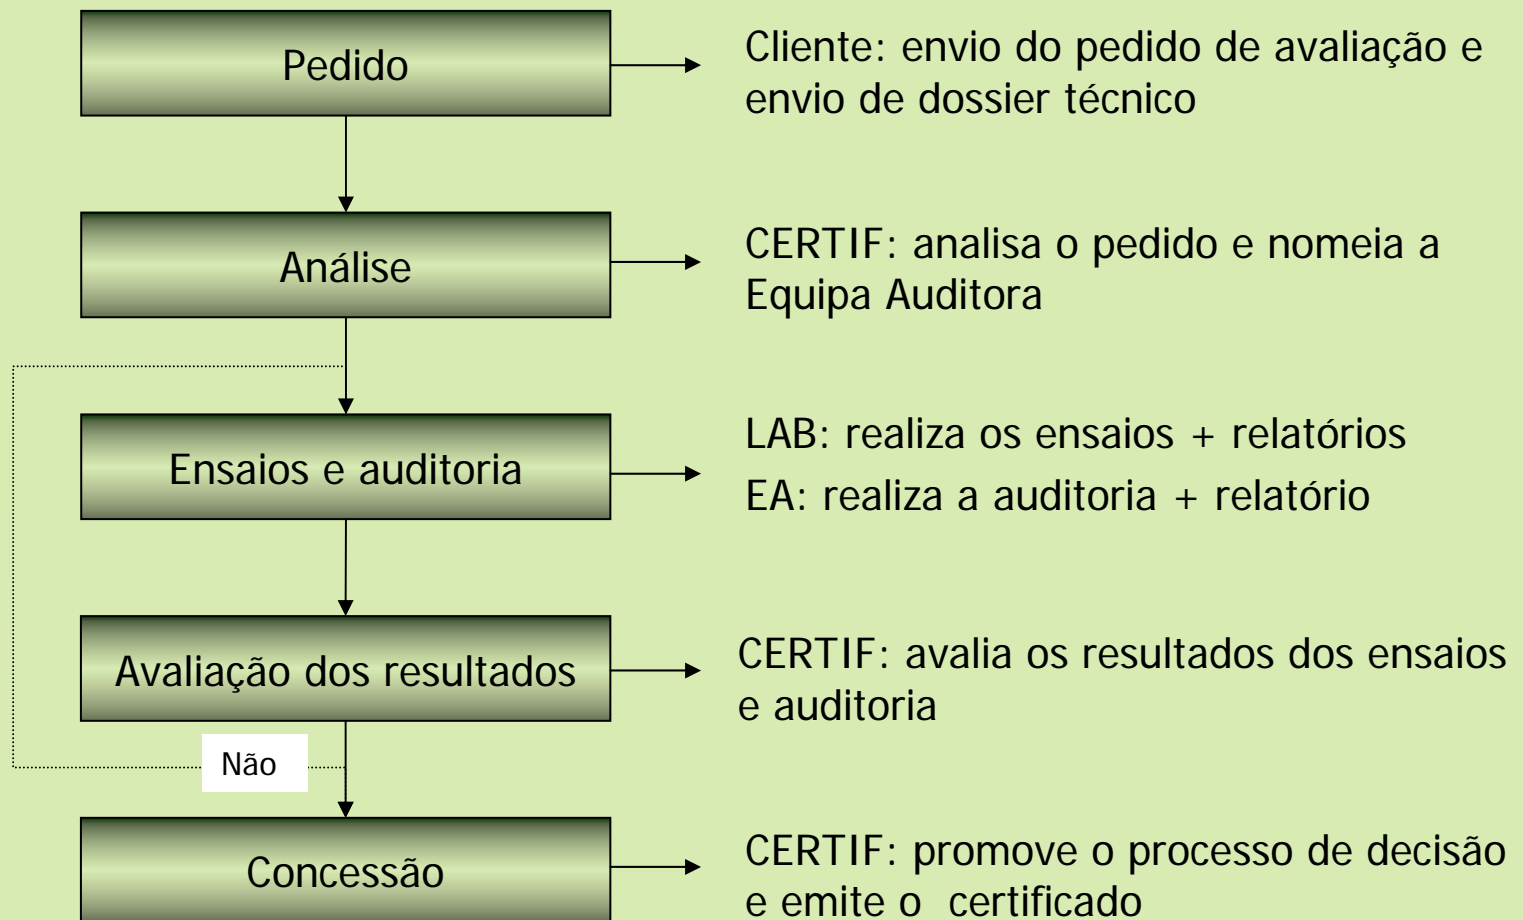 Pedido
Cliente: envio do pedido de avaliação e
envio de dossier técnico
Análise
CERTIF: analisa o pedido e nomeia a
Equipa Auditora
Ensaios e auditoria
LAB: realiza os ensaios + relatórios
EA: realiza a auditoria + relatório
Avaliação dos resultados
CERTIF: avalia os resultados dos ensaios
e auditoria
Não
Concessão
CERTIF: promove o processo de decisão
e emite o certificado